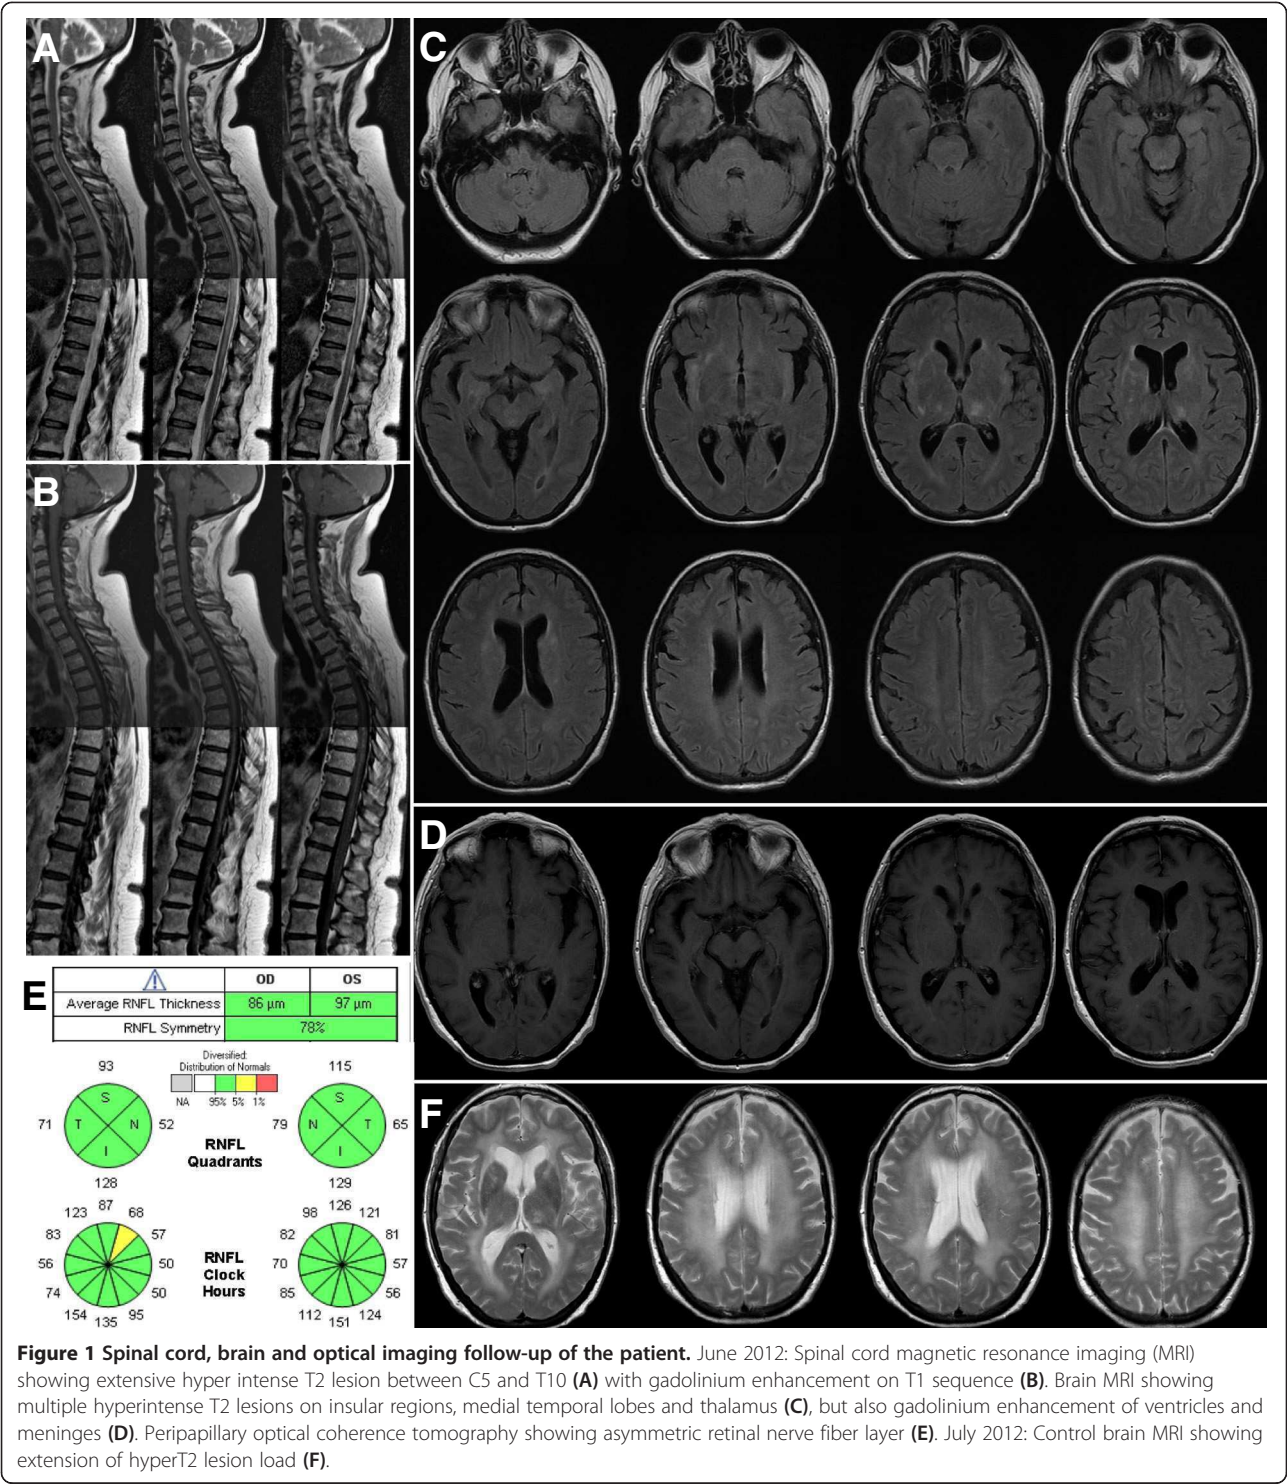 A
C
B
D
E
OD OS
Average RNFL Thickness 86 µm 97 µm
RNFL Symmetry 78%
Diversified:
Distribution of Normals
NA 95% 5% 1%
93
S
71 T N 52
I
128
115
S
79 N T 65
I
129
RNFL
Quadrants
87
123 68
83 57
56 50
74 50
154 95
135
RNFL
Clock
Hours
126
98 121
82 81
70 57
85 56
112 124
151
F
Figure 1 Spinal cord, brain and optical imaging follow-up of the patient. June 2012: Spinal cord magnetic resonance imaging (MRI)
showing extensive hyper intense T2 lesion between C5 and T10 (A) with gadolinium enhancement on T1 sequence (B). Brain MRI showing
multiple hyperintense T2 lesions on insular regions, medial temporal lobes and thalamus (C), but also gadolinium enhancement of ventricles and
meninges (D). Peripapillary optical coherence tomography showing asymmetric retinal nerve fiber layer (E). July 2012: Control brain MRI showing
extension of hyperT2 lesion load (F).